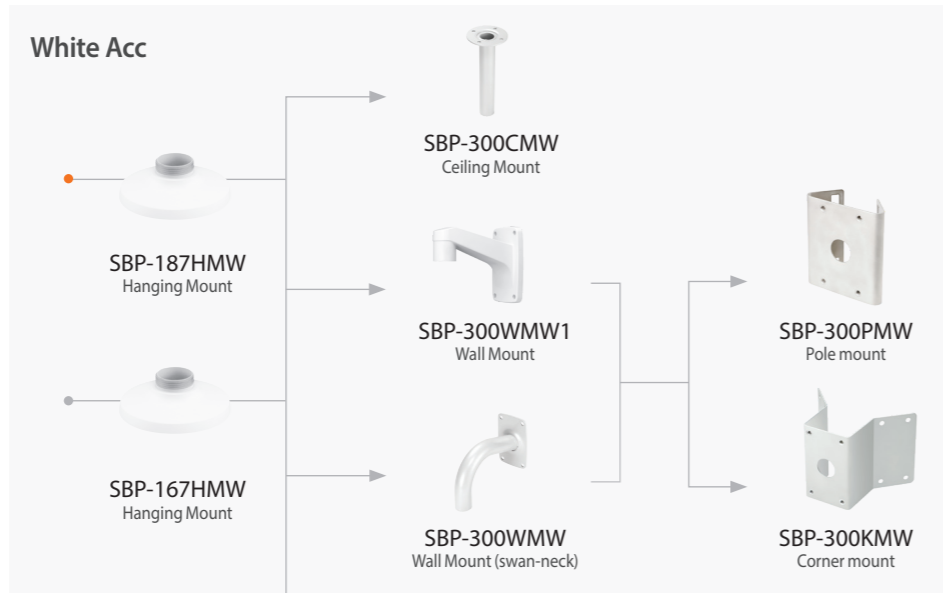 White Acc
SBP-300CMW
Ceiling Mount
SBP-187HMW
Hanging Mount
SBP-300WMW1
Wall Mount
SBP-300PMW
Pole mount
SBP-167HMW
Hanging Mount
SBP-300WMW
Wall Mount (swan-neck)
SBP-300KMW
Corner mount